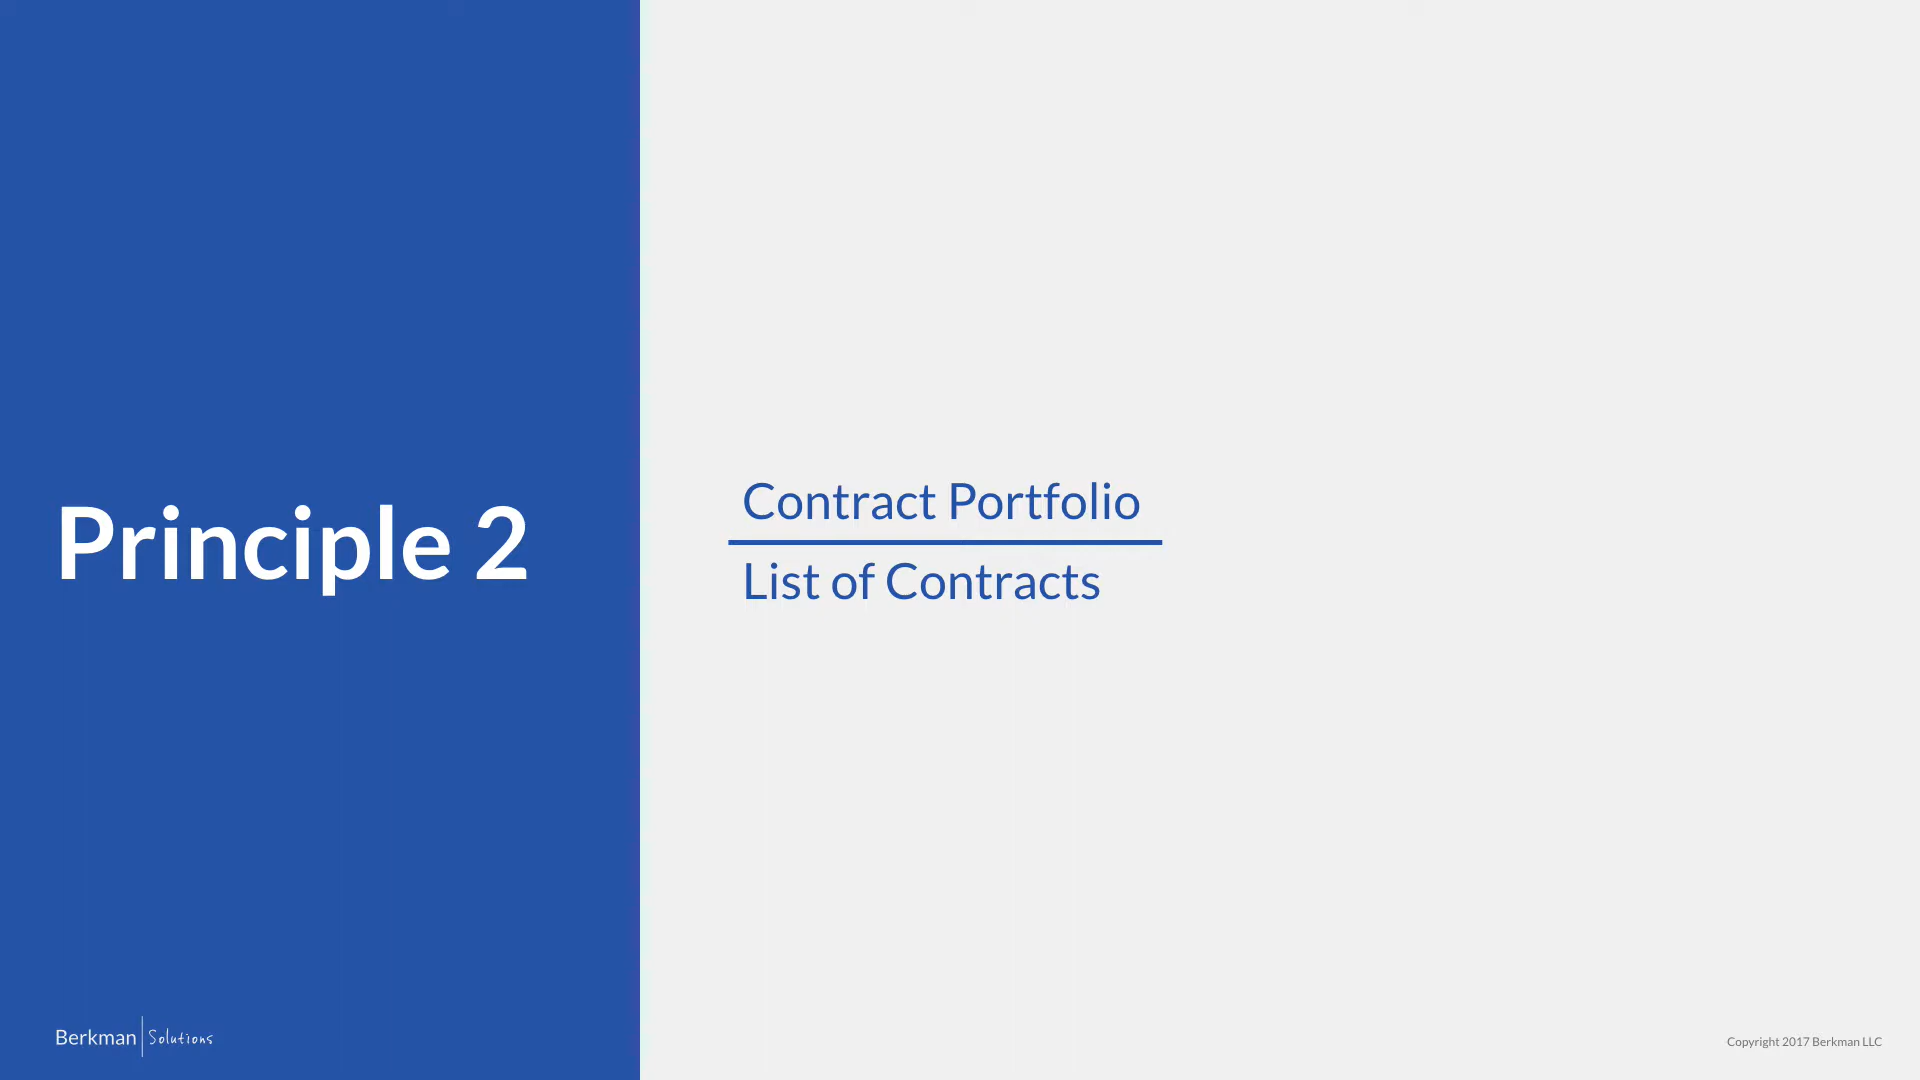 Principle 2
Contract Portfolio
List of Contracts
Berkman Solutions
Copyright 2017 Berkman LLC